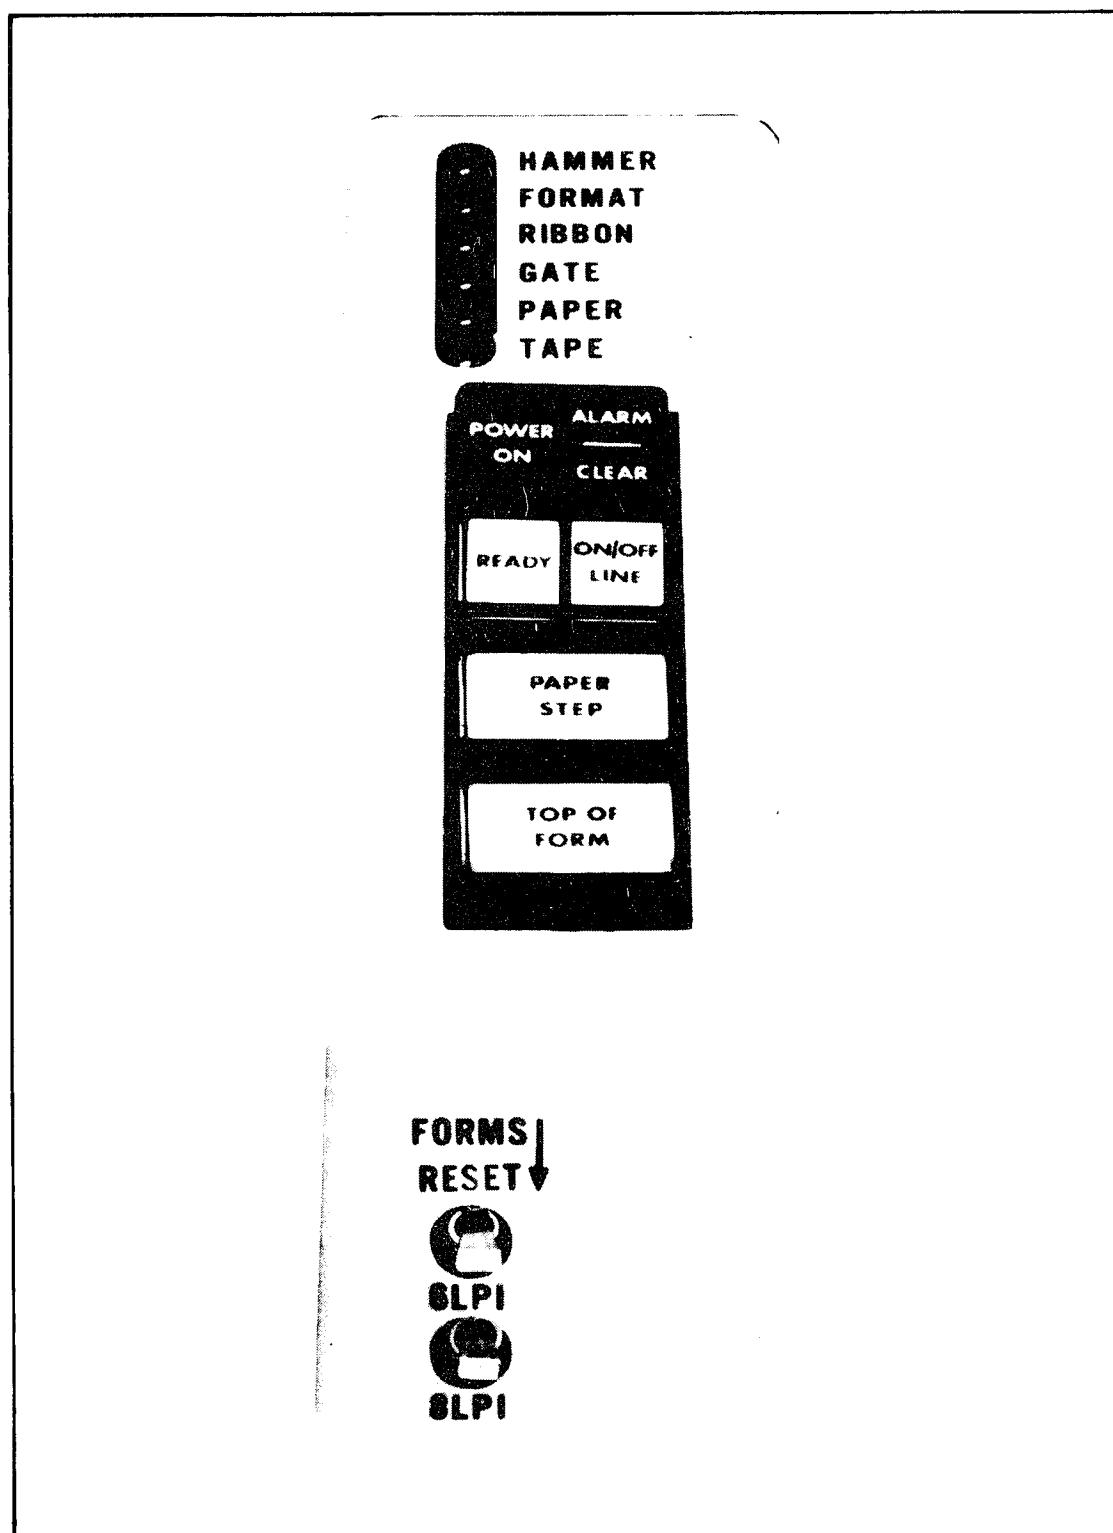 HAMMER
FORMAT
RIBBON
GATE
PAPER
TAPE
POWER
ON
ALARM
CLEAR
READY
ON/OFF
LINE
PAPER
STEP
TOP OF
FORM
FORMS
RESET
6LPI
8LPI